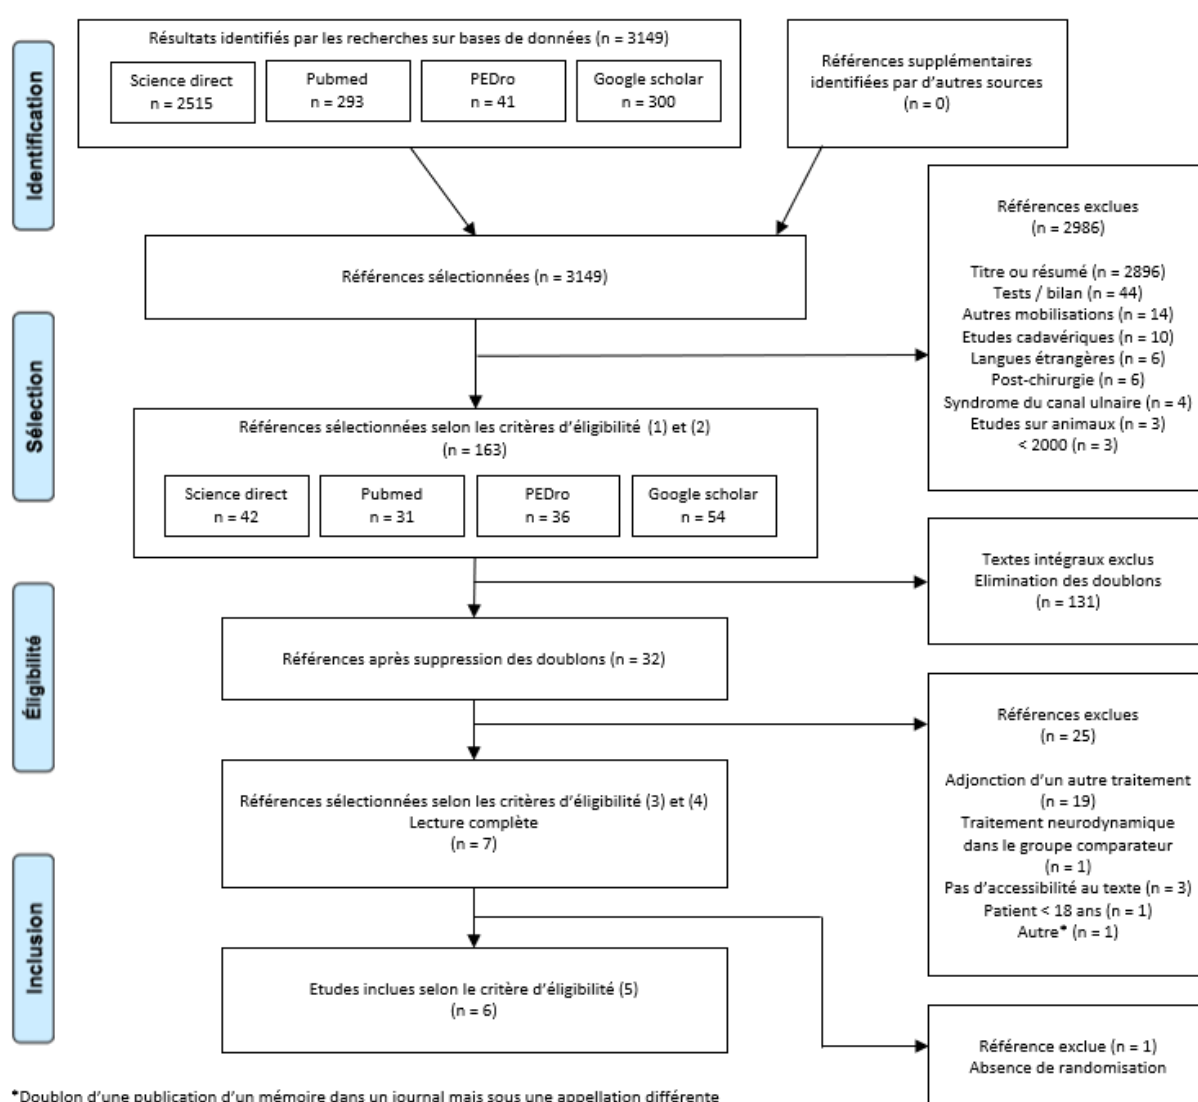 Identification
Résultats identifiés par les recherches sur bases de données (n = 3149)
Science direct
n = 2515
Pubmed
n = 293
PEDro
n = 41
Google scholar
n = 300
Références supplémentaires
identifiées par d'autres sources
(n = 0)
Références sélectionnées (n = 3149)
Références exclues
(n = 2986)
Titre ou résumé (n = 2896)
Tests / bilan (n = 44)
Autres mobilisations (n = 14)
Etudes cadavériques (n = 10)
Langues étrangères (n = 6)
Post-chirurgie (n = 6)
Syndrome du canal ulnaire (n = 4)
Etudes sur animaux (n = 3)
< 2000 (n = 3)
Sélection
Références sélectionnées selon les critères d'éligibilité (1) et (2)
(n = 163)
Science direct
n = 42
Pubmed
n = 31
PEDro
n = 36
Google scholar
n = 54
Textes intégraux exclus
Elimination des doublons
(n = 131)
Éligibilité
Références après suppression des doublons (n = 32)
Références exclues
(n = 25)
Adjonction d'un autre traitement
(n = 19)
Traitement neurodynamique
dans le groupe comparateur
(n = 1)
Pas d'accessibilité au texte (n = 3)
Patient < 18 ans (n = 1)
Autre* (n = 1)
Références sélectionnées selon les critères d'éligibilité (3) et (4)
Lecture complète
(n = 7)
Inclusion
Etudes inclues selon le critère d'éligibilité (5)
(n = 6)
Référence exclue (n = 1)
Absence de randomisation
*Doublon d'une publication d'un mémoire dans un journal mais sous une appellation différente